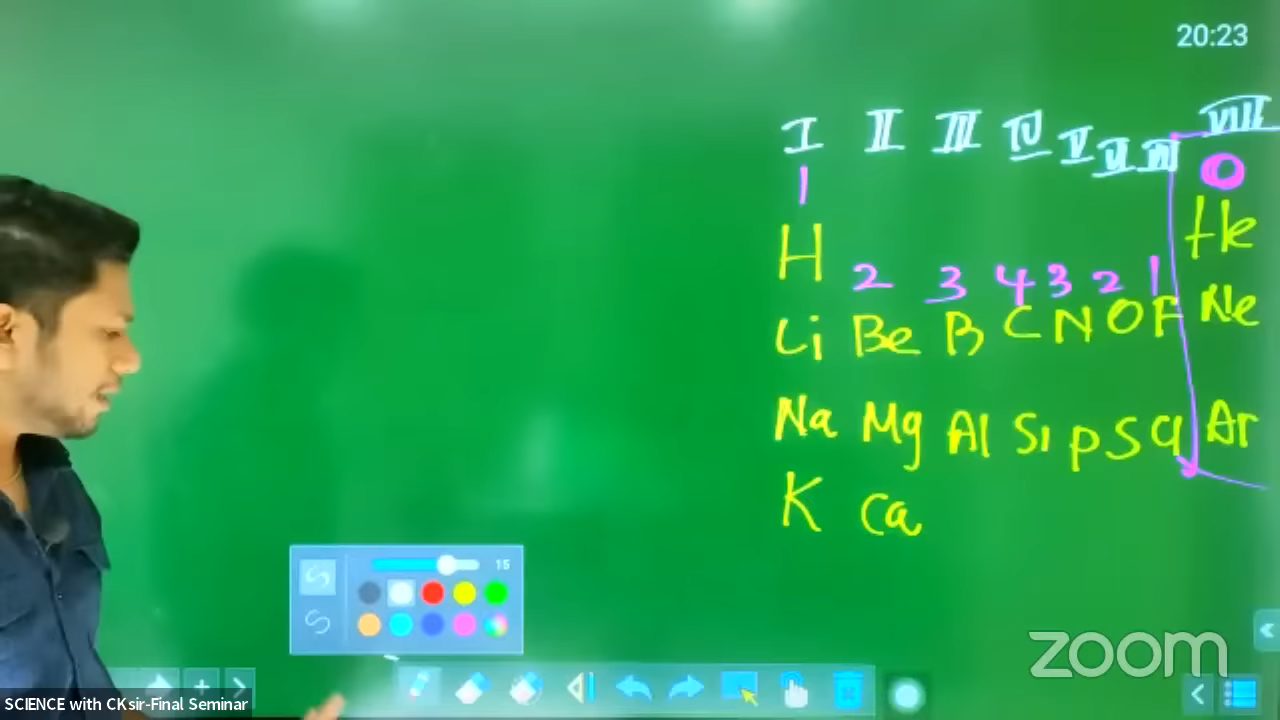 20:23
I II III IV V VI VII VIII
1 0
H He
2 3 4 3 2 1
Li Be B C N O F Ne
Na Mg Al Si P S Cl Ar
K Ca
15
zoom
SCIENCE with CKsir-Final Seminar